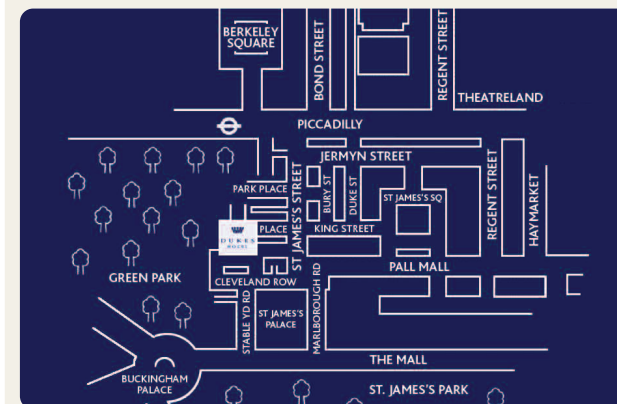 BERKELEY
SQUARE
BOND STREET
REGENT STREET
THEATRELAND
PICCADILLY
JERMYN STREET
PARK PLACE
ST JAMES'S STREET
BURY ST
DUKE ST
ST JAMES'S SQ
REGENT STREET
HAYMARKET
PLACE
DUKES
KING STREET
PALL MALL
GREEN PARK
CLEVELAND ROW
STABLE YD RD
ST JAMES'S
PALACE
MARLBOROUGH RD
THE MALL
BUCKINGHAM
PALACE
ST. JAMES'S PARK